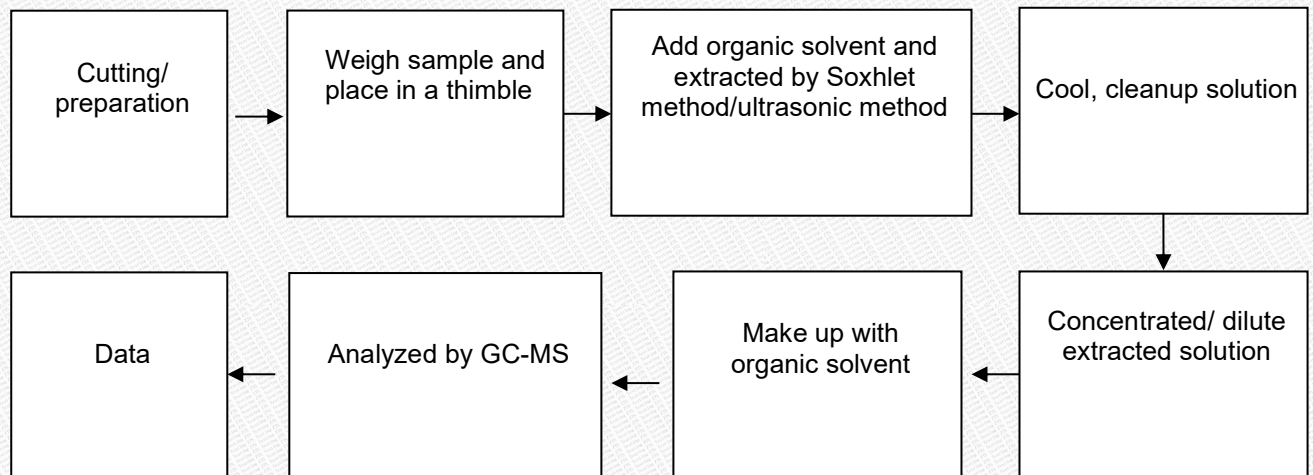 Cutting/
preparation
Weigh sample and
place in a thimble
Add organic solvent and
extracted by Soxhlet
method/ultrasonic method
Cool, cleanup solution
Concentrated/ dilute
extracted solution
Make up with
organic solvent
Analyzed by GC-MS
Data